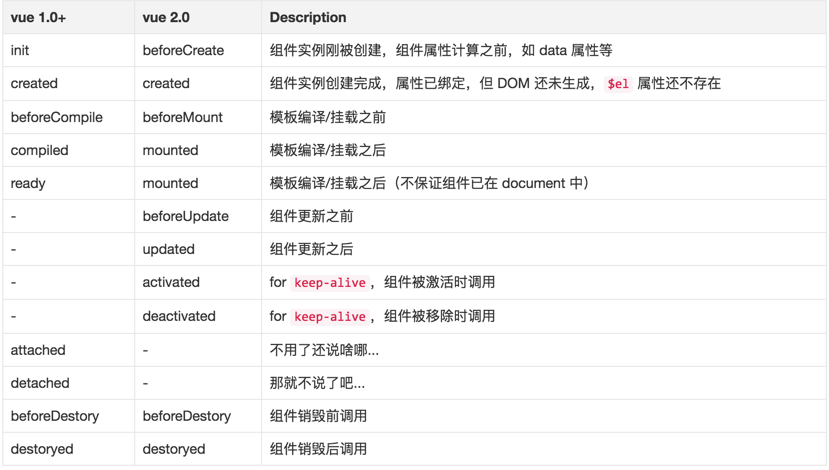 vue 1.0+ vue 2.0 Description
init beforeCreate 组件实例刚被创建，组件属性计算之前，如 data 属性等
created created 组件实例创建完成，属性已绑定，但 DOM 还未生成， $el 属性还不存在
beforeCompile beforeMount 模板编译/挂载之前
compiled mounted 模板编译/挂载之后
ready mounted 模板编译/挂载之后（不保证组件已在 document 中）
- beforeUpdate 组件更新之前
- updated 组件更新之后
- activated for keep-alive ，组件被激活时调用
- deactivated for keep-alive ，组件被移除时调用
attached - 不用了还说啥哪...
detached - 那就不说了吧...
beforeDestory beforeDestory 组件销毁前调用
destoryed destoryed 组件销毁后调用